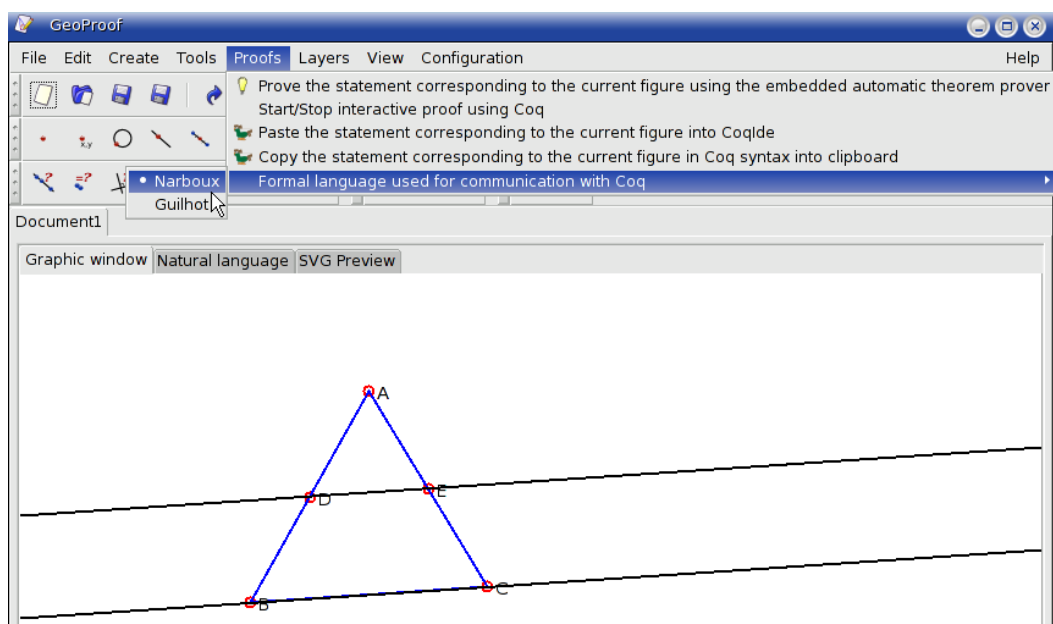 GeoProof
File Edit Create Tools Proofs Layers View Configuration Help
Prove the statement corresponding to the current figure using the embedded automatic theorem prover
Start/Stop interactive proof using Coq
x,y
Paste the statement corresponding to the current figure into CoqIde
Copy the statement corresponding to the current figure in Coq syntax into clipboard
=?
Narboux
Formal language used for communication with Coq
Guilhot
Document1
Graphic window Natural language SVG Preview
A
D
E
B
C